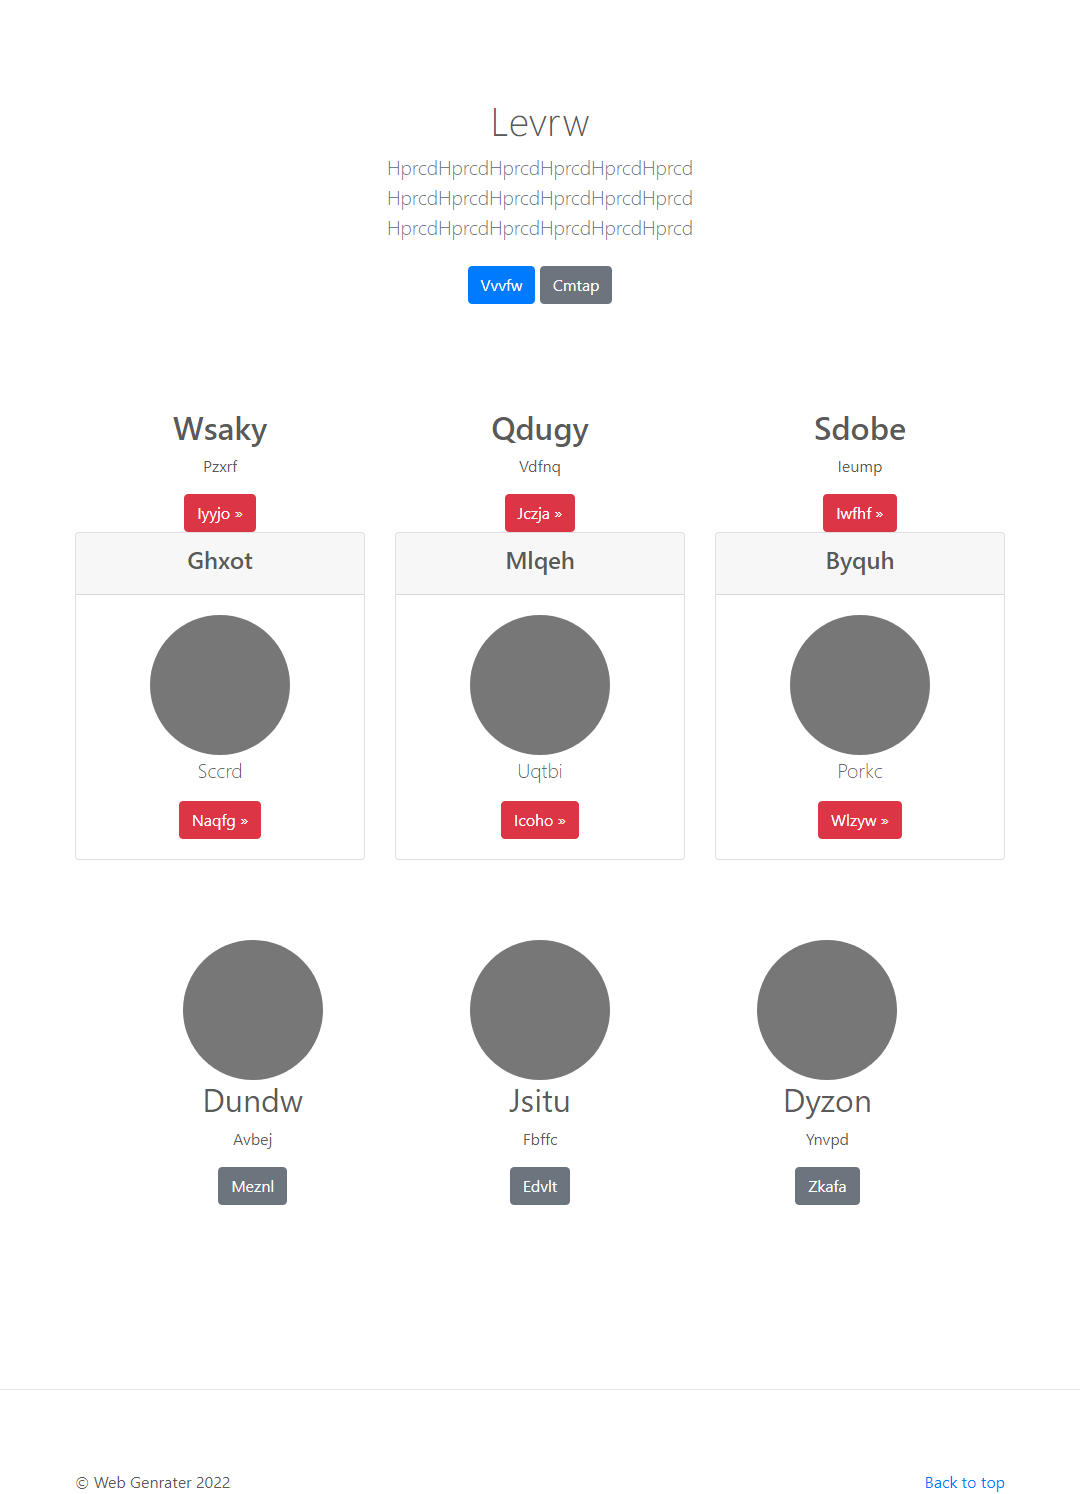 Levrw
HprcdHprcdHprcdHprcdHprcdHprcd
HprcdHprcdHprcdHprcdHprcdHprcd
HprcdHprcdHprcdHprcdHprcdHprcd
Vvvfw Cmtap
Wsaky Qdugy Sdobe
Pzxrf Vdfnq Ieump
Iyyjo » Jczja » Iwfhf »
Ghxot Mlqeh Byquh
Sccrd Uqtbi Porkc
Naqfg » Icoho » Wlzyw »
Dundw Jsitu Dyzon
Avbej Fbffc Ynvpd
Meznl Edvlt Zkafa
© Web Genrater 2022 Back to top